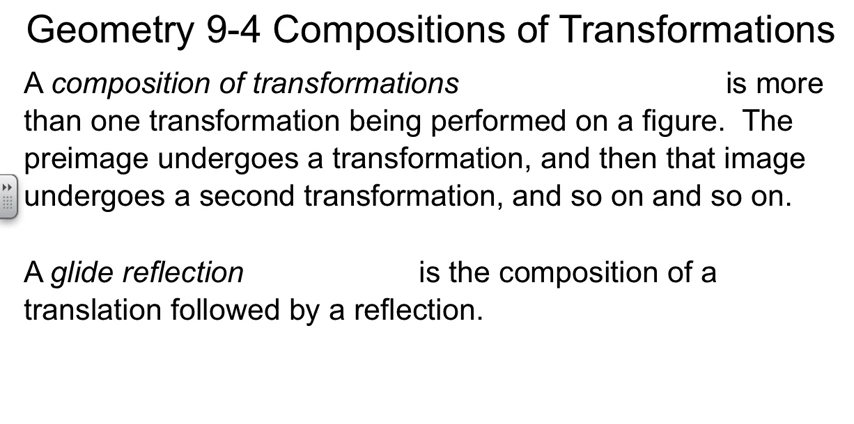 Geometry 9-4 Compositions of Transformations
A composition of transformations is more
than one transformation being performed on a figure. The
preimage undergoes a transformation, and then that image
undergoes a second transformation, and so on and so on.
A glide reflection is the composition of a
translation followed by a reflection.